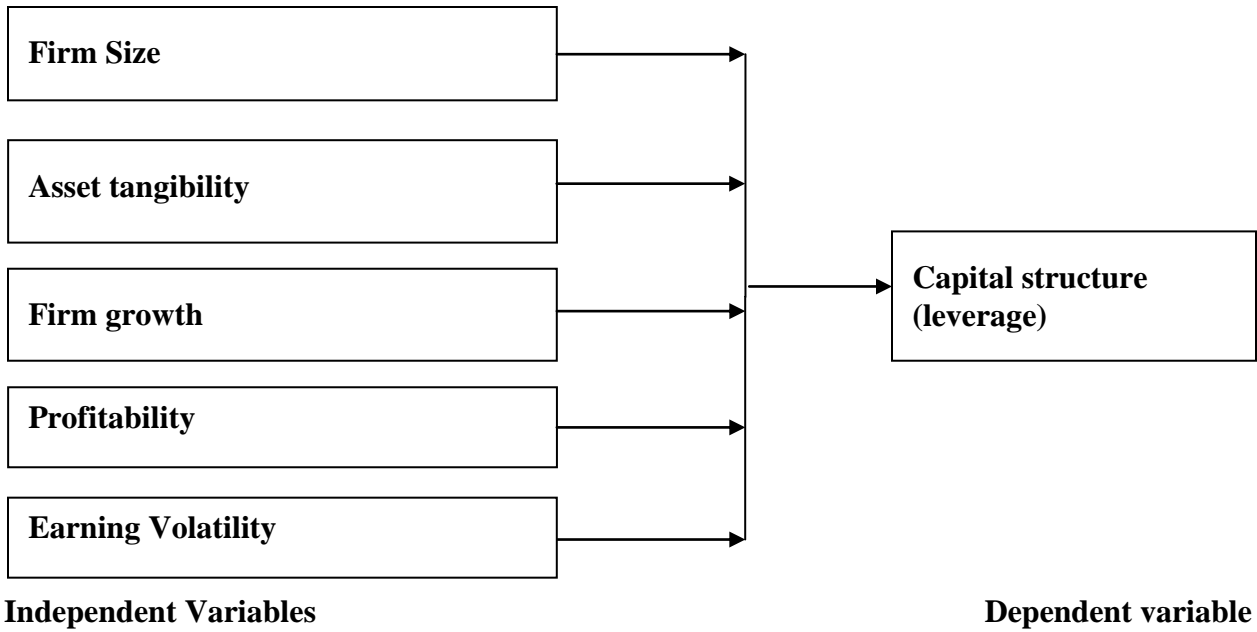 Firm Size
Asset tangibility
Firm growth
Profitability
Earning Volatility
Capital structure
(leverage)
Independent Variables
Dependent variable